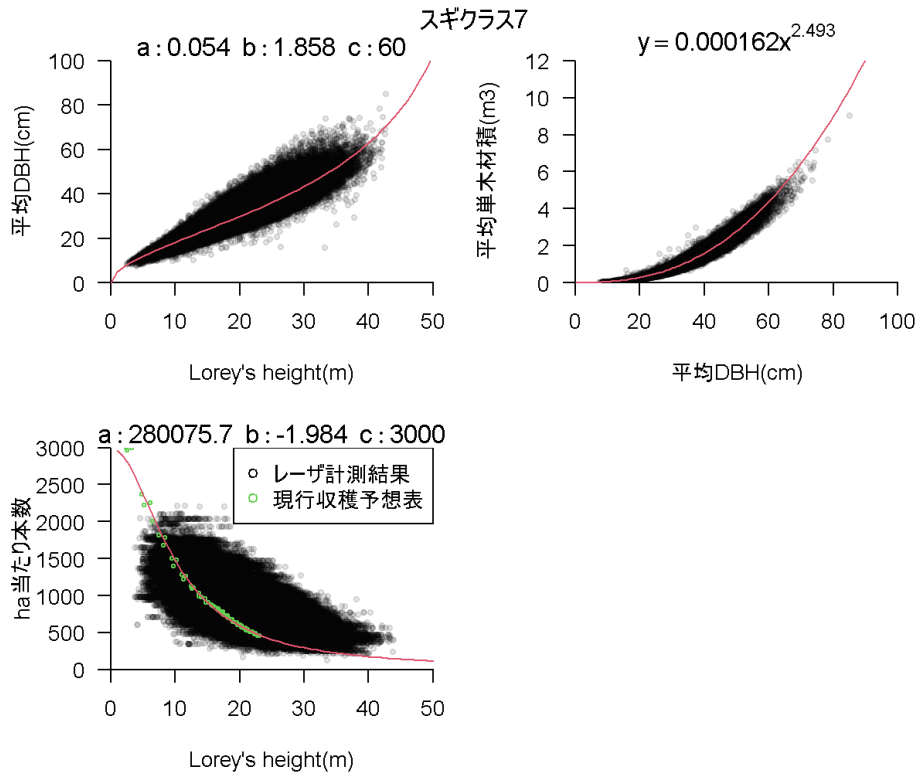 スギクラス7
a : 0.054 b : 1.858 c : 60
平均DBH(cm)
100
80
60
40
20
0
0 10 20 30 40 50
Lorey's height(m)
y = 0.000162x^2.493
平均単木材積(m3)
12
10
8
6
4
2
0
0 20 40 60 80 100
平均DBH(cm)
a : 280075.7 b : -1.984 c : 3000
ha当たり本数
3000
2500
2000
1500
1000
500
0
レーザ計測結果
現行収穫予想表
0 10 20 30 40 50
Lorey's height(m)